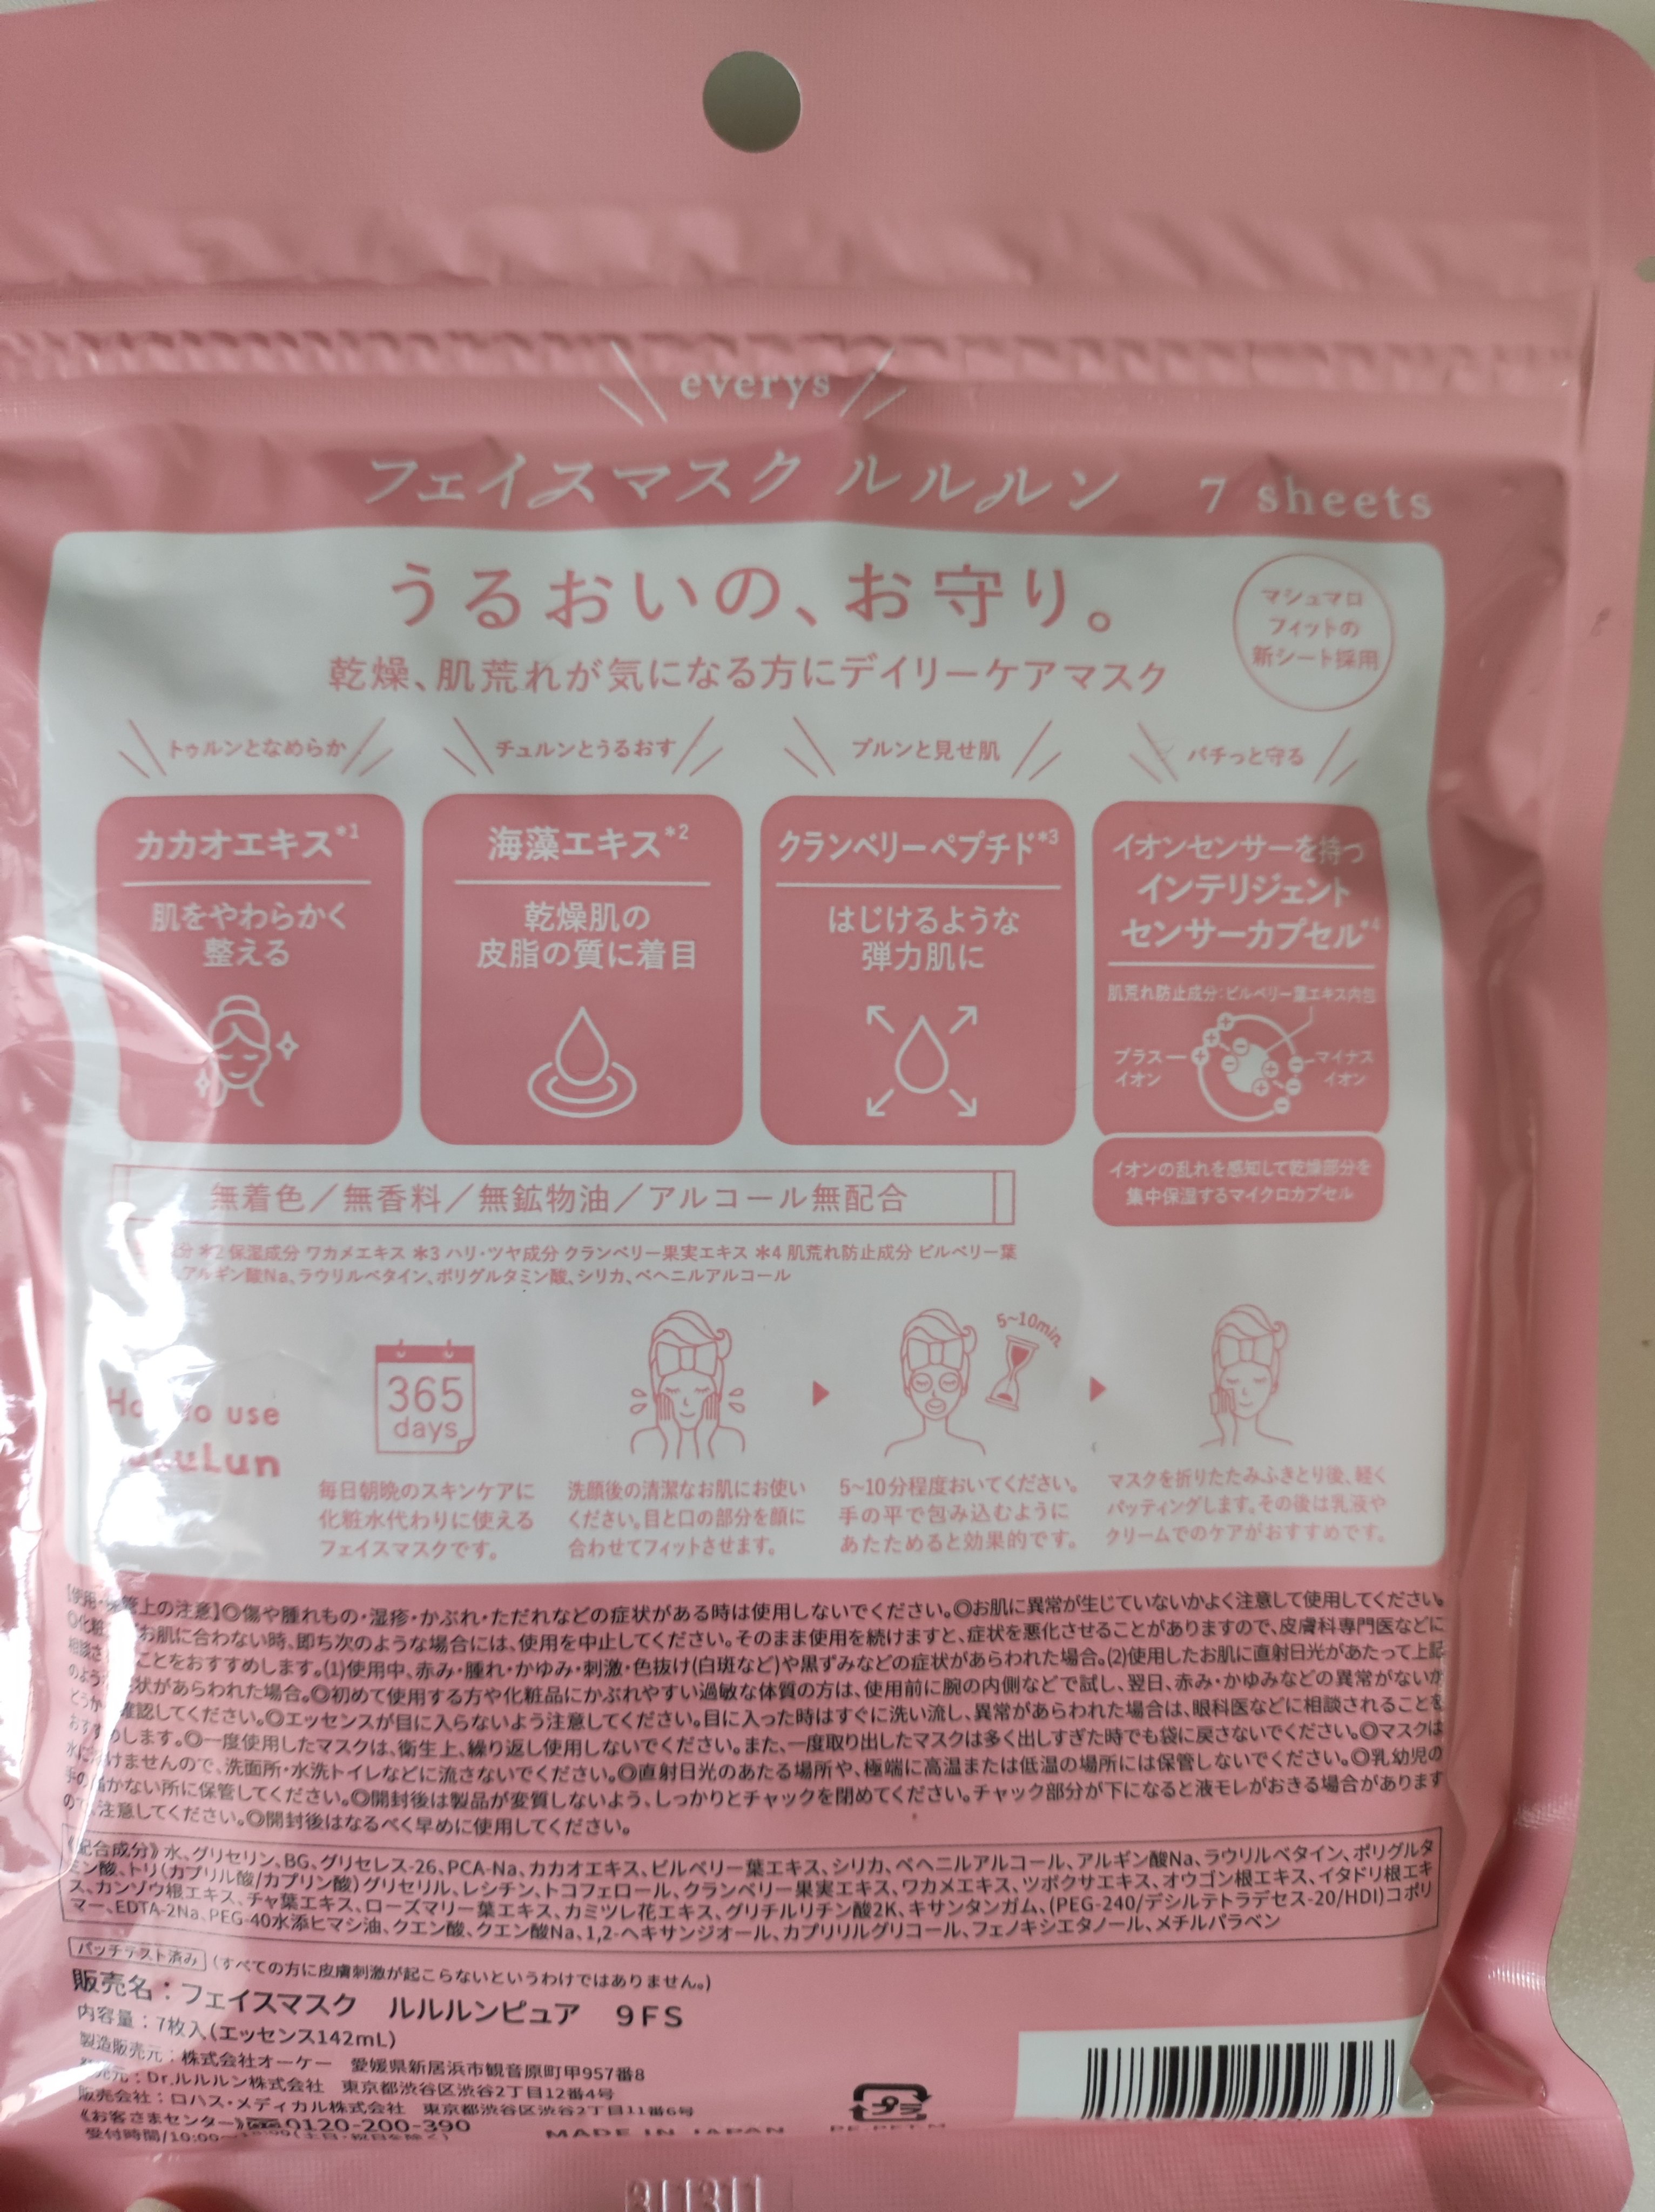 everys
フェイスマスク ルルルン 7 sheets
うるおいの、お守り。
乾燥、肌荒れが気になる方にデイリーケアマスク
マシュマロ
フィットの
新シート採用
トゥルンとなめらか
カカオエキス*1
肌をやわらかく
整える
チュルンとうるおす
海藻エキス*2
乾燥肌の
皮脂の質に着目
プルンと見せ肌
クランベリーペプチド*3
はじけるような
弾力肌に
バチっと守る
イオンセンサーを持つ
インテリジェント
センサーカプセル*4
肌荒れ防止成分:ビルベリー葉エキス内包
プラス
イオン
マイナス
イオン
イオンの乱れを感知して乾燥部分を
集中保湿するマイクロカプセル
無着色/無香料/無鉱物油/アルコール無配合
分 *2 保湿成分 ワカメエキス *3 ハリ・ツヤ成分 クランベリー果実エキス *4 肌荒れ防止成分 ビルベリー葉
アルギン酸Na、ラウリルベタイン、ポリグルタミン酸、シリカ、ベヘニルアルコール
to use
LuLun
365
days
毎日朝晩のスキンケアに
化粧水代わりに使える
フェイスマスクです。
洗顔後の清潔なお肌にお使い
ください。目と口の部分を顔に
合わせてフィットさせます。
5~10min.
5~10分程度おいてください。
手の平で包み込むように
あたためると効果的です。
マスクを折りたたみふきとり後、軽く
パッティングします。その後は乳液や
クリームでのケアがおすすめです。
上の注意】◎傷や腫れもの・湿疹・かぶれ・ただれなどの症状がある時は使用しないでください。◎お肌に異常が生じていないかよく注意して使用してください。
お肌に合わない時、即ち次のような場合には、使用を中止してください。そのまま使用を続けますと、症状を悪化させることがありますので、皮膚科専門医などに
ことをおすすめします。(1)使用中、赤み・腫れ・かゆみ・刺激・色抜け(白斑など)や黒ずみなどの症状があらわれた場合。(2)使用したお肌に直射日光があたって上記
のよう 状があらわれた場合。◎初めて使用する方や化粧品にかぶれやすい過敏な体質の方は、使用前に腕の内側などで試し、翌日、赤み・かゆみなどの異常がないか
どうか 確認してください。◎エッセンスが目に入らないよう注意してください。目に入った時はすぐに洗い流し、異常があらわれた場合は、眼科医などに相談されることを
おすすめします。◎一度使用したマスクは、衛生上、繰り返し使用しないでください。また、一度取り出したマスクは多く出しすぎた時でも袋に戻さないでください。◎マスクは
水に けませんので、洗面所・水洗トイレなどに流さないでください。◎直射日光のあたる場所や、極端に高温または低温の場所には保管しないでください。◎乳幼児の
手の届かない所に保管してください。◎開封後は製品が変質しないよう、しっかりとチャックを閉めてください。チャック部分が下になると液モレがおきる場合があります
ので、注意してください。◎開封後はなるべく早めに使用してください。
《配合成分》水、グリセリン、BG、グリセレス-26、PCA-Na、カカオエキス、ビルベリー葉エキス、シリカ、ベヘニルアルコール、アルギン酸Na、ラウリルベタイン、ポリグルタ
ミン酸、トリ(カプリル酸/カプリン酸)グリセリル、レシチン、トコフェロール、クランベリー果実エキス、ワカメエキス、ツボクサエキス、オウゴン根エキス、イタドリ根エキ
ス、カンゾウ根エキス、チャ葉エキス、ローズマリー葉エキス、カミツレ花エキス、グリチルリチン酸2K、キサンタンガム、(PEG-240/デシルテトラデセス-20/HDI)コポリ
マー、EDTA-2Na、PEG-40水添ヒマシ油、クエン酸、クエン酸Na、1,2-ヘキサンジオール、カプリリルグリコール、フェノキシエタノール、メチルパラベン
パッチテスト済み (すべての方に皮膚刺激が起こらないというわけではありません。)
販売名:フェイスマスク ルルルンピュア 9FS
内容量:7枚入(エッセンス142mL)
製造販売元:株式会社オーケー 愛媛県新居浜市観音原町甲957番8
発売元:Dr.ルルルン株式会社 東京都渋谷区渋谷2丁目12番4号
販売会社:ロハス・メディカル株式会社 東京都渋谷区渋谷2丁目11番6号
《お客さまセンター》0120-200-390
受付時間/10:00~ (土日・祝日を除く)
MADE IN JAPAN
PE・PET・M